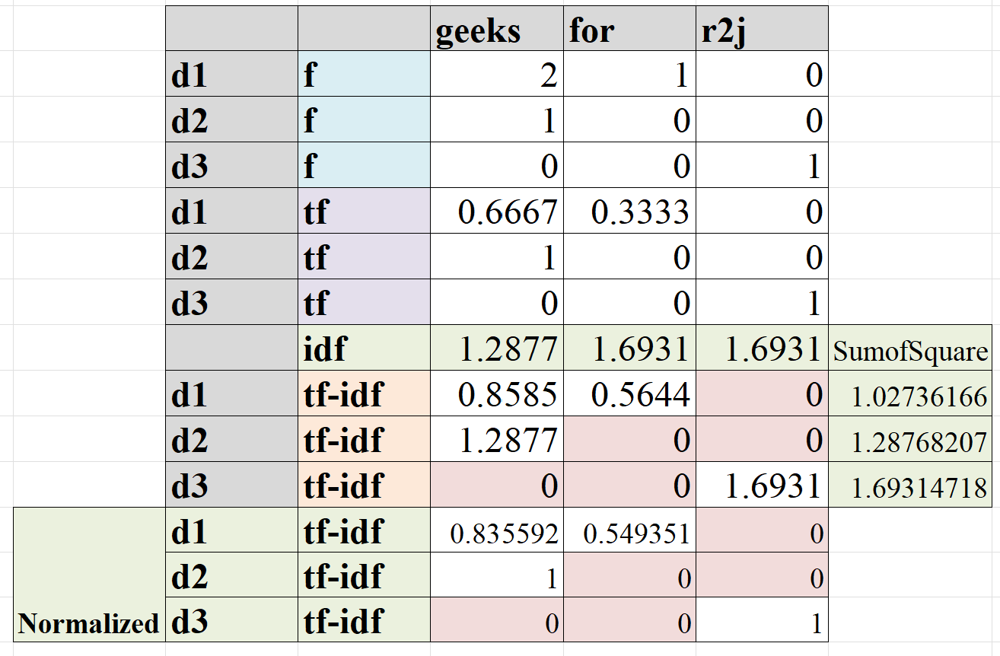 geeks for r2j
d1 f 2 1 0
d2 f 1 0 0
d3 f 0 0 1
d1 tf 0.6667 0.3333 0
d2 tf 1 0 0
d3 tf 0 0 1
idf 1.2877 1.6931 1.6931 SumofSquare
d1 tf-idf 0.8585 0.5644 0 1.02736166
d2 tf-idf 1.2877 0 0 1.28768207
d3 tf-idf 0 0 1.6931 1.69314718
d1 tf-idf 0.835592 0.549351 0
d2 tf-idf 1 0 0
Normalized d3 tf-idf 0 0 1